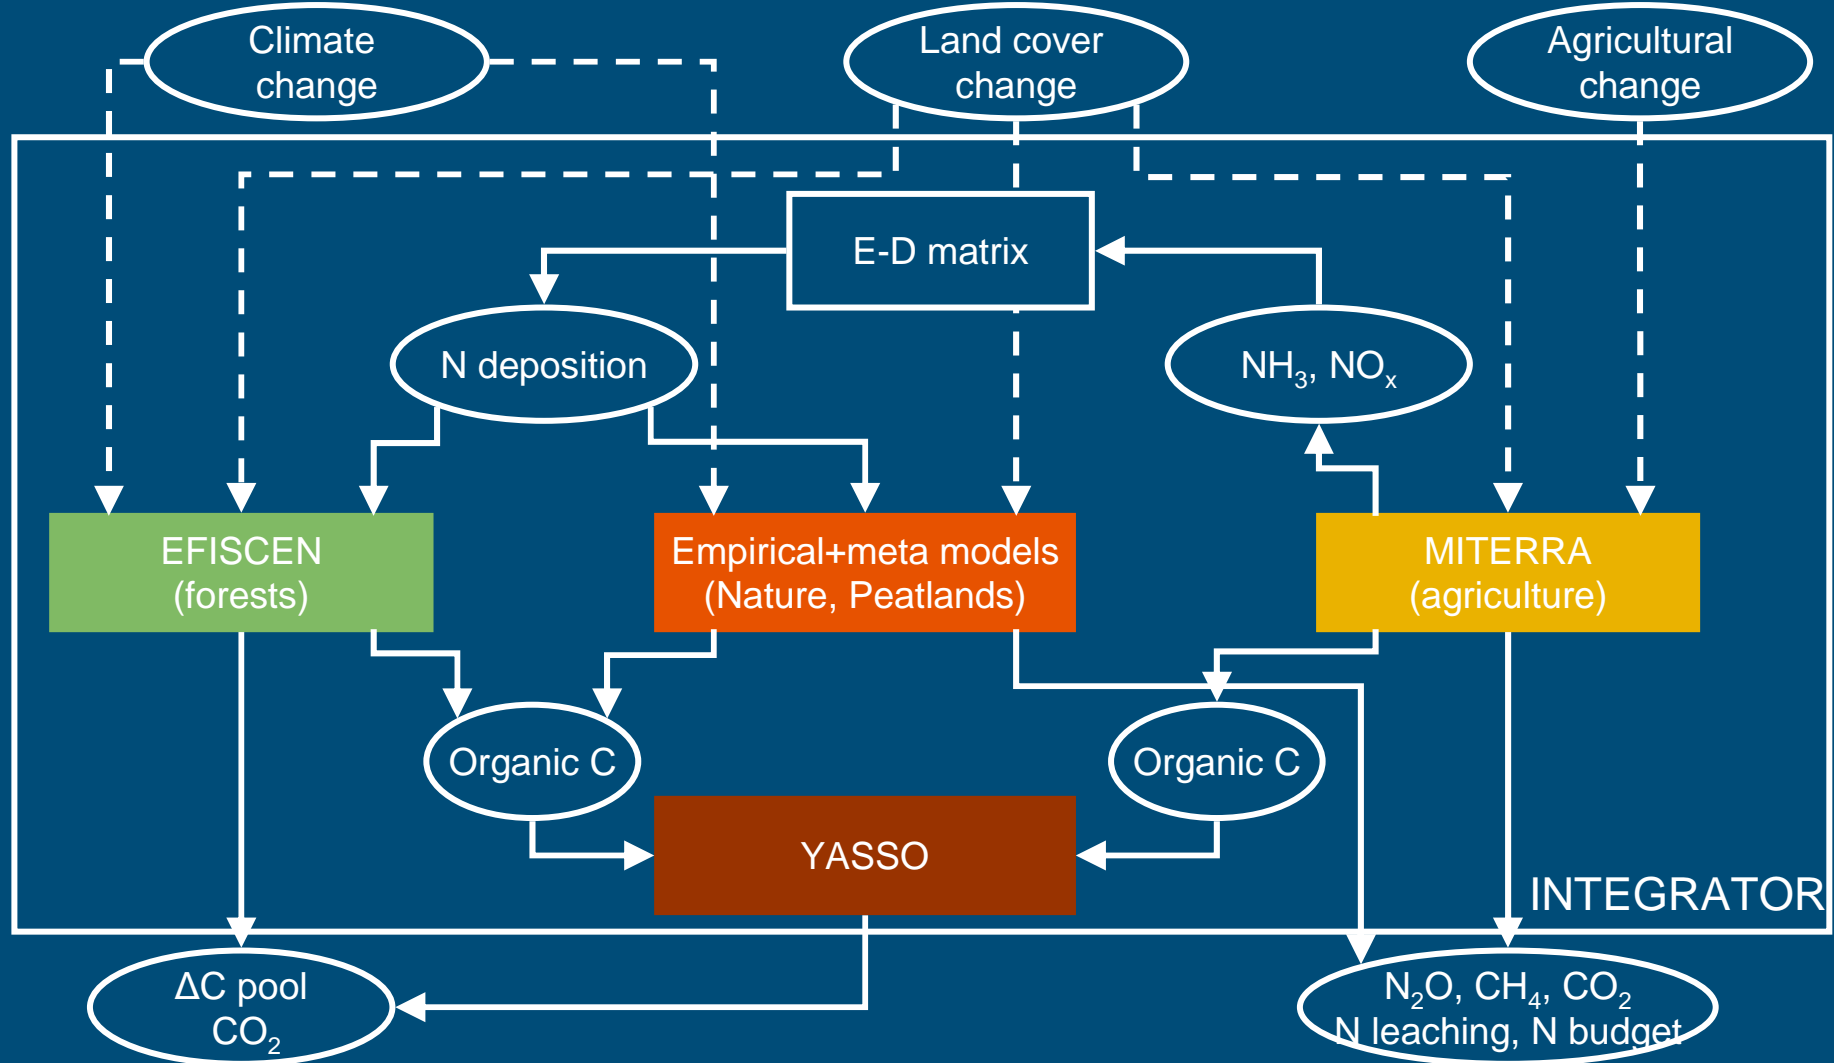 Climate
change
Land cover
change
Agricultural
change
E-D matrix
N deposition
NH₃, NOₓ
EFISCEN
(forests)
Empirical+meta models
(Nature, Peatlands)
MITERRA
(agriculture)
Organic C
Organic C
YASSO
INTEGRATOR
ΔC pool
CO₂
N₂O, CH₄, CO₂
N leaching, N budget